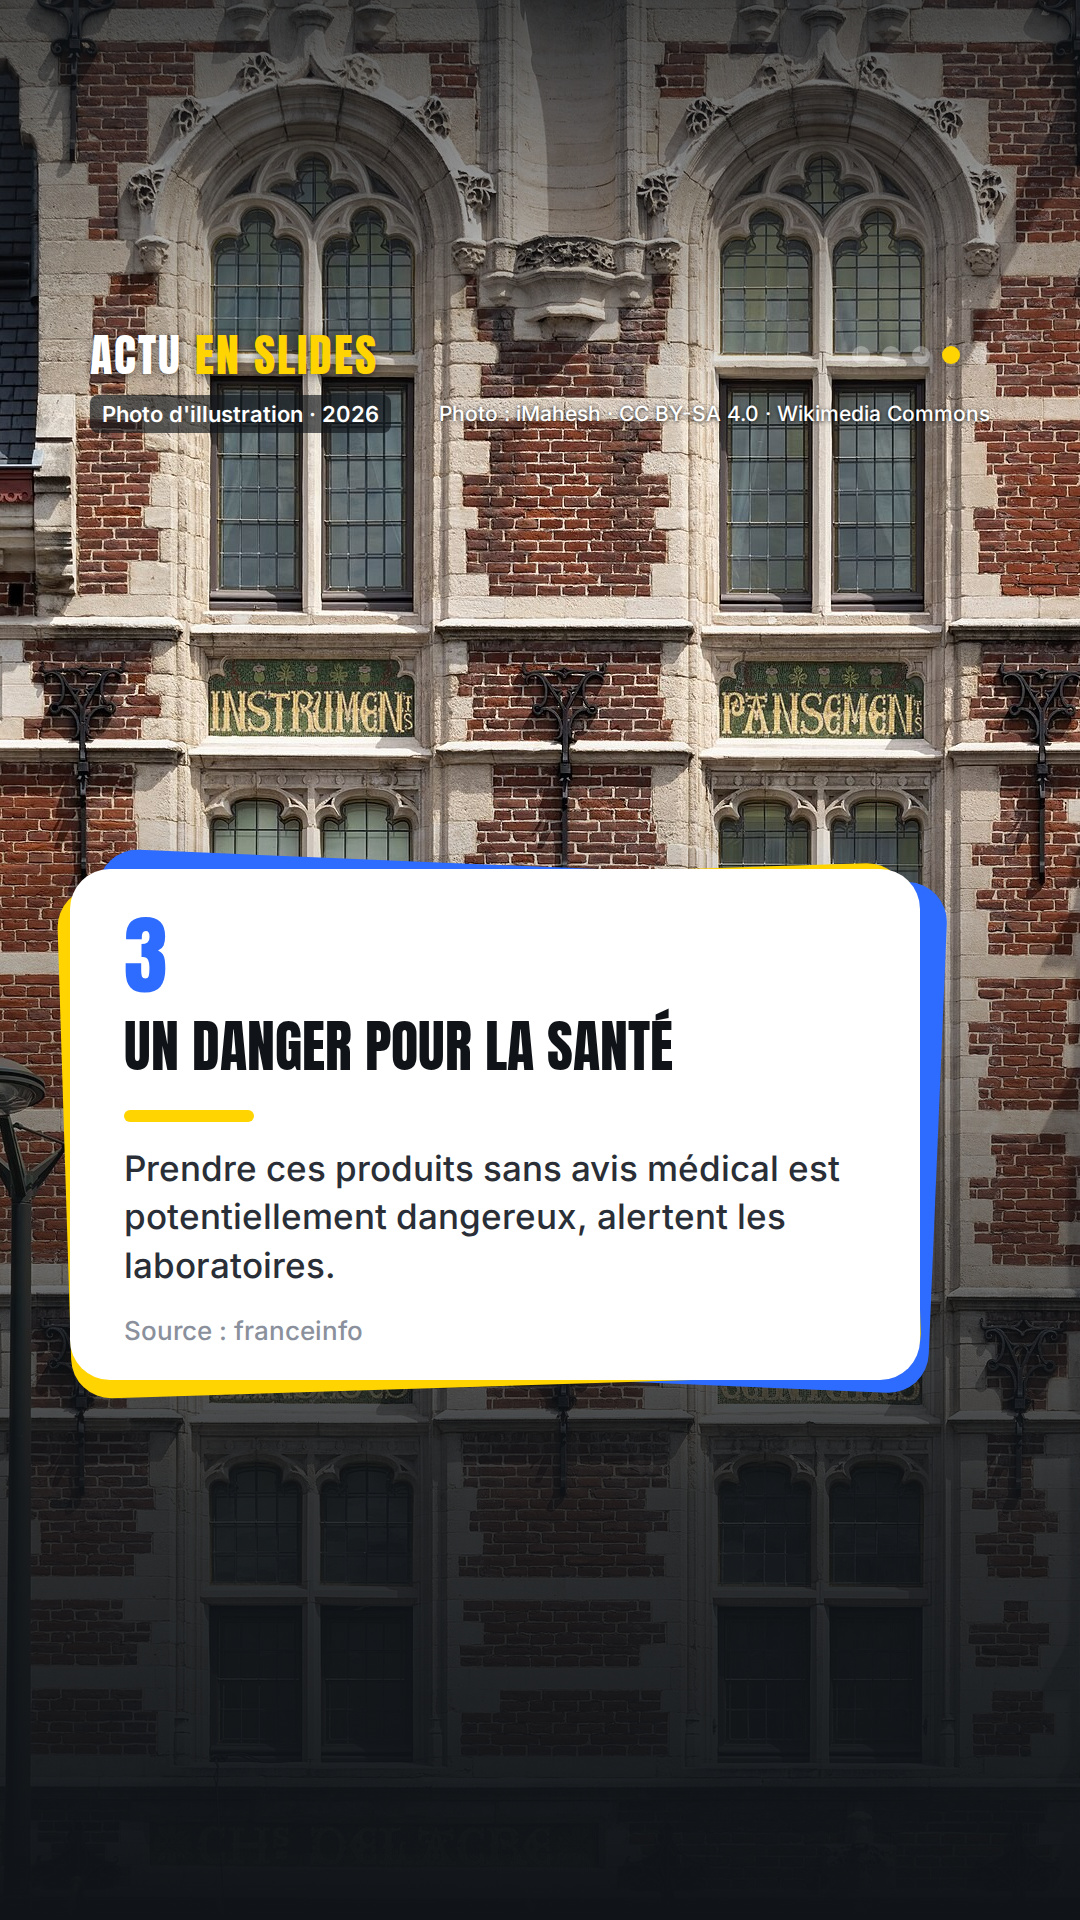 ACTU EN SLIDES
Photo d'illustration · 2026
Photo : iMahesh · CC BY-SA 4.0 · Wikimedia Commons
INSTRUMENTS
PANSEMENTS
3
UN DANGER POUR LA SANTÉ
Prendre ces produits sans avis médical est
potentiellement dangereux, alertent les
laboratoires.
Source : franceinfo